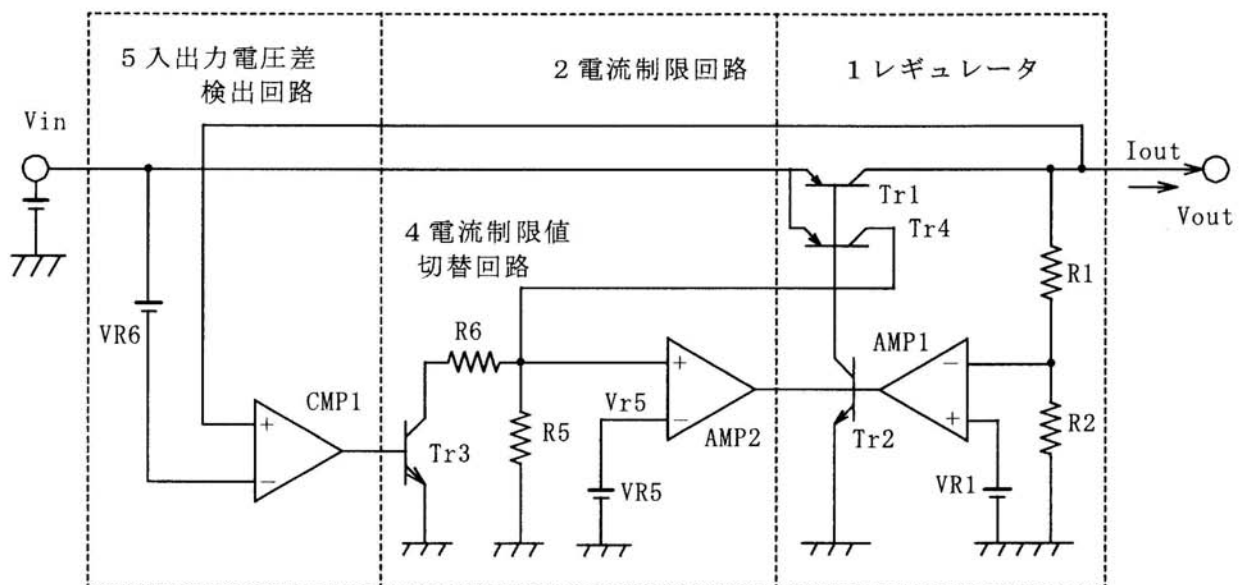 5入出力電圧差
検出回路
2電流制限回路
1レギュレータ
Vin
Iout
Vout
Tr1
Tr4
4電流制限値
切替回路
R1
VR6
R6
AMP1
CMP1
Vr5
R5
AMP2
Tr2
R2
Tr3
VR5
VR1
+
-
+
-
-
+